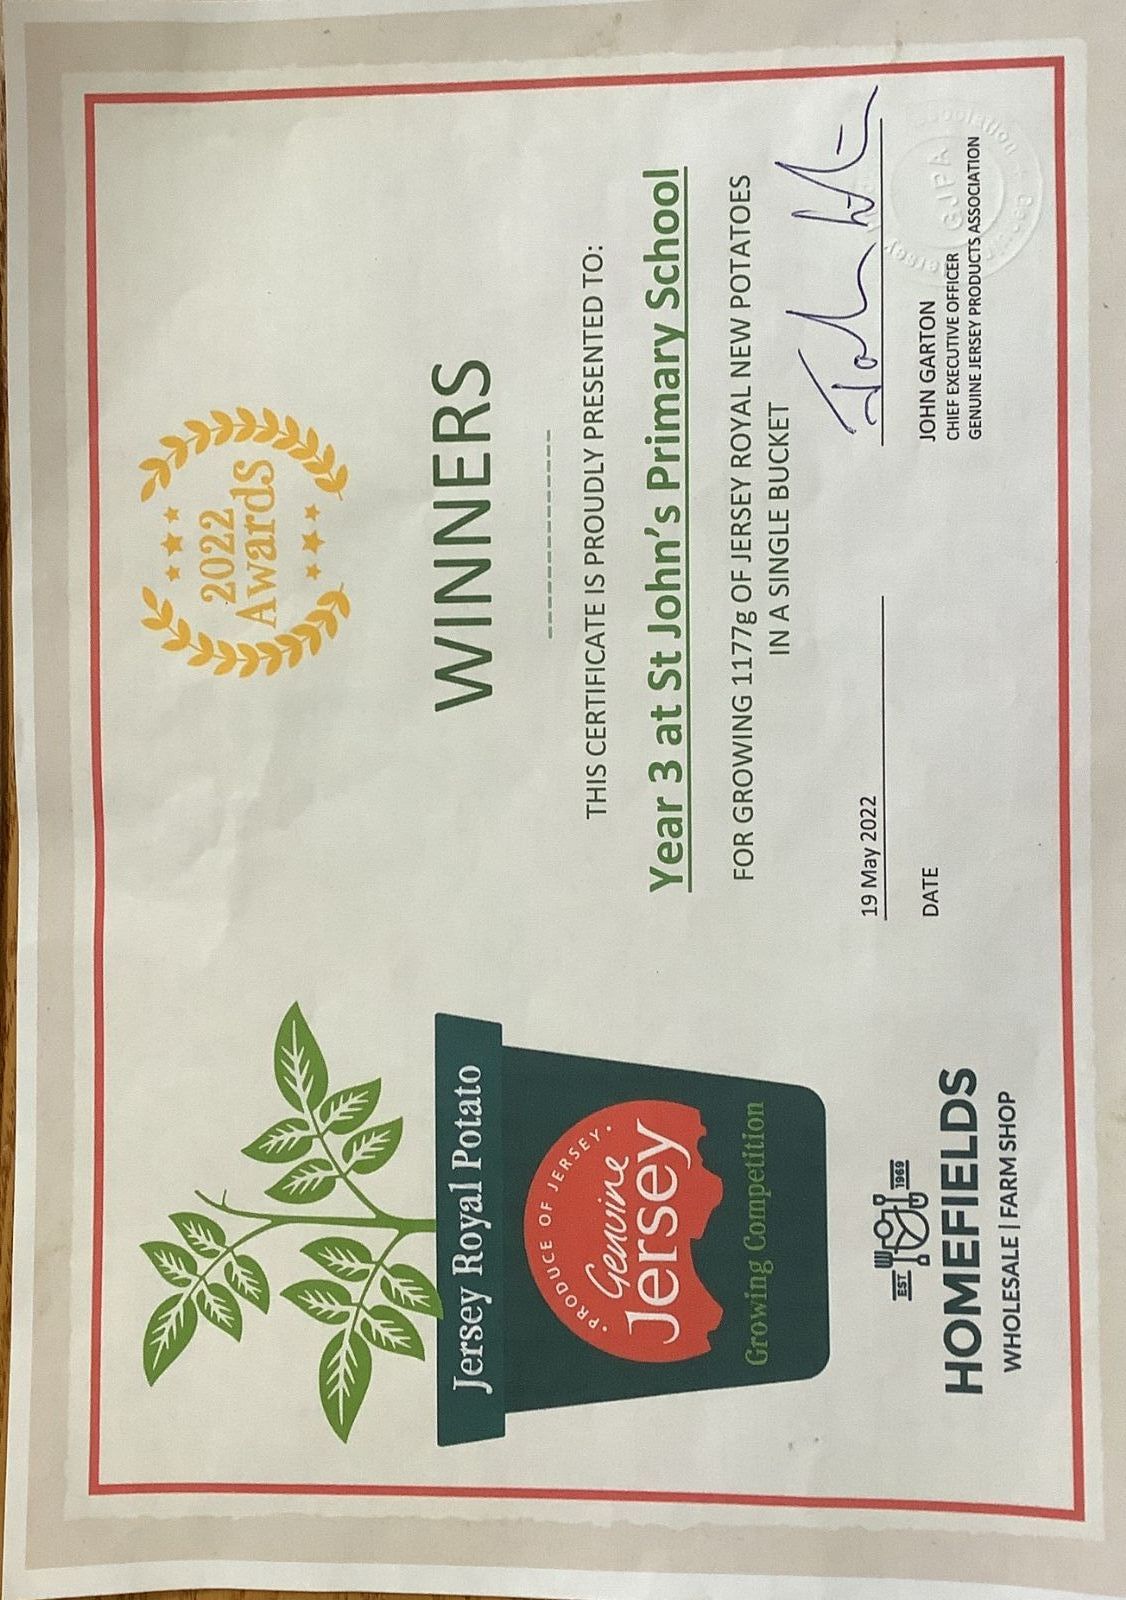 2022
Awards
WINNERS
THIS CERTIFICATE IS PROUDLY PRESENTED TO:
Year 3 at St John's Primary School
FOR GROWING 1177g OF JERSEY ROYAL NEW POTATOES
IN A SINGLE BUCKET
19 May 2022
DATE
John
JOHN GARTON
CHIEF EXECUTIVE OFFICER
GENUINE JERSEY PRODUCTS ASSOCIATION
GJPA
Jersey Royal Potato
• PRODUCE OF JERSEY •
Genuine
Jersey
Growing Competition
EST 1969
HOMEFIELDS
WHOLESALE | FARM SHOP